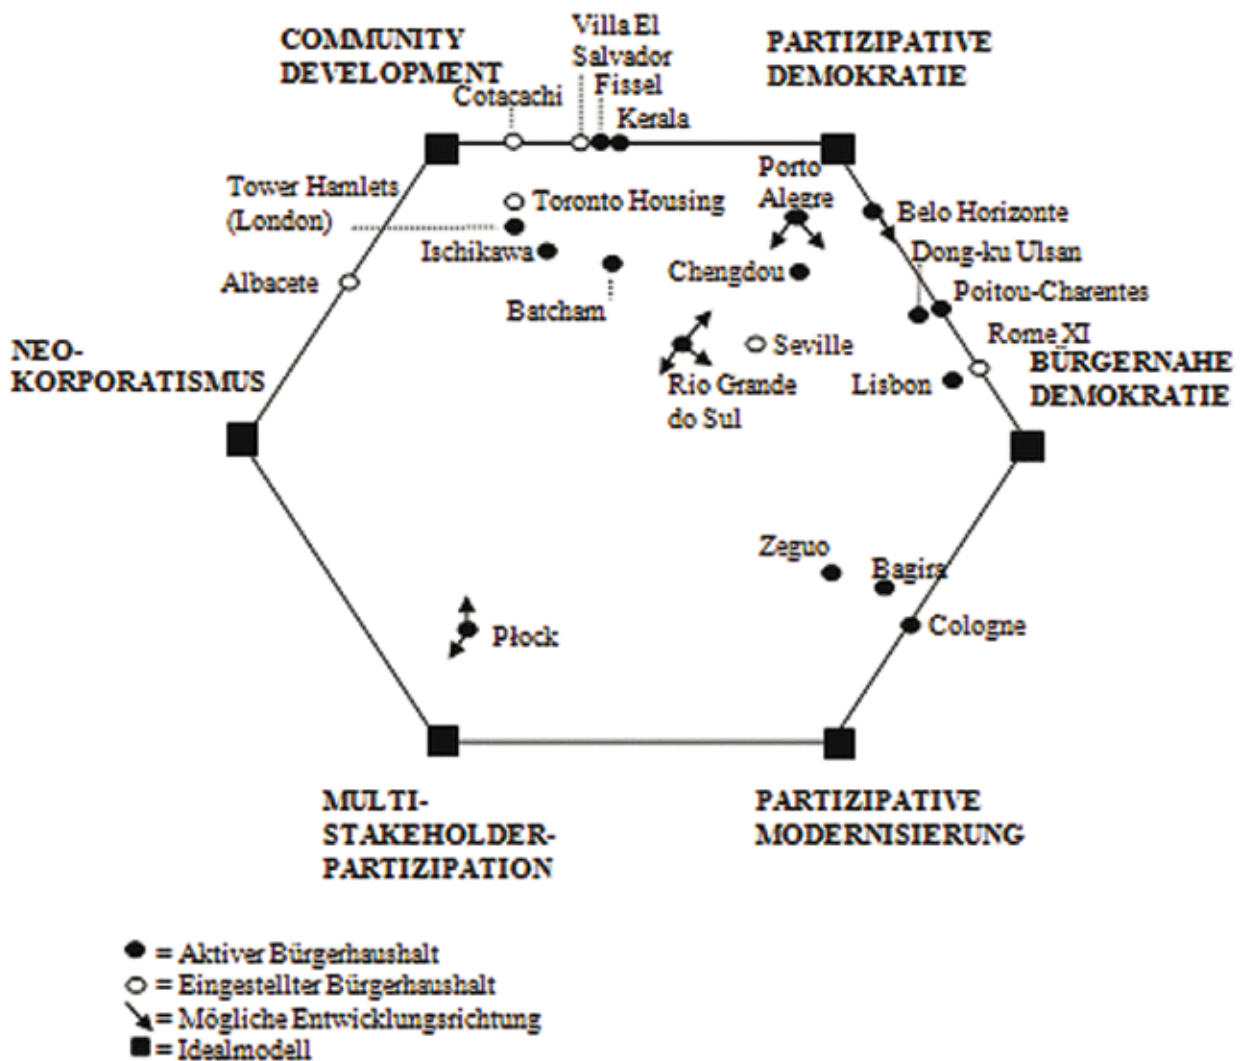 COMMUNITY
DEVELOPMENT
Villa El
Salvador
PARTIZIPATIVE
DEMOKRATIE
Cotacachi
Fissel
Kerala
Tower Hamlets
(London)
Toronto Housing
Porto
Alegre
Belo Horizonte
Ischikawa
Dong-ku Ulsan
Albacete
Chengdou
Batcham
Poitou-Charentes
NEO-
KORPORATISMUS
Seville
Rome XI
BÜRGERNAHE
DEMOKRATIE
Rio Grande
do Sul
Lisbon
Zeguo
Bagira
Płock
Cologne
MULTI-
STAKEHOLDER-
PARTIZIPATION
PARTIZIPATIVE
MODERNISIERUNG
= Aktiver Bürgerhaushalt
= Eingestellter Bürgerhaushalt
= Mögliche Entwicklungsrichtung
= Idealmodell